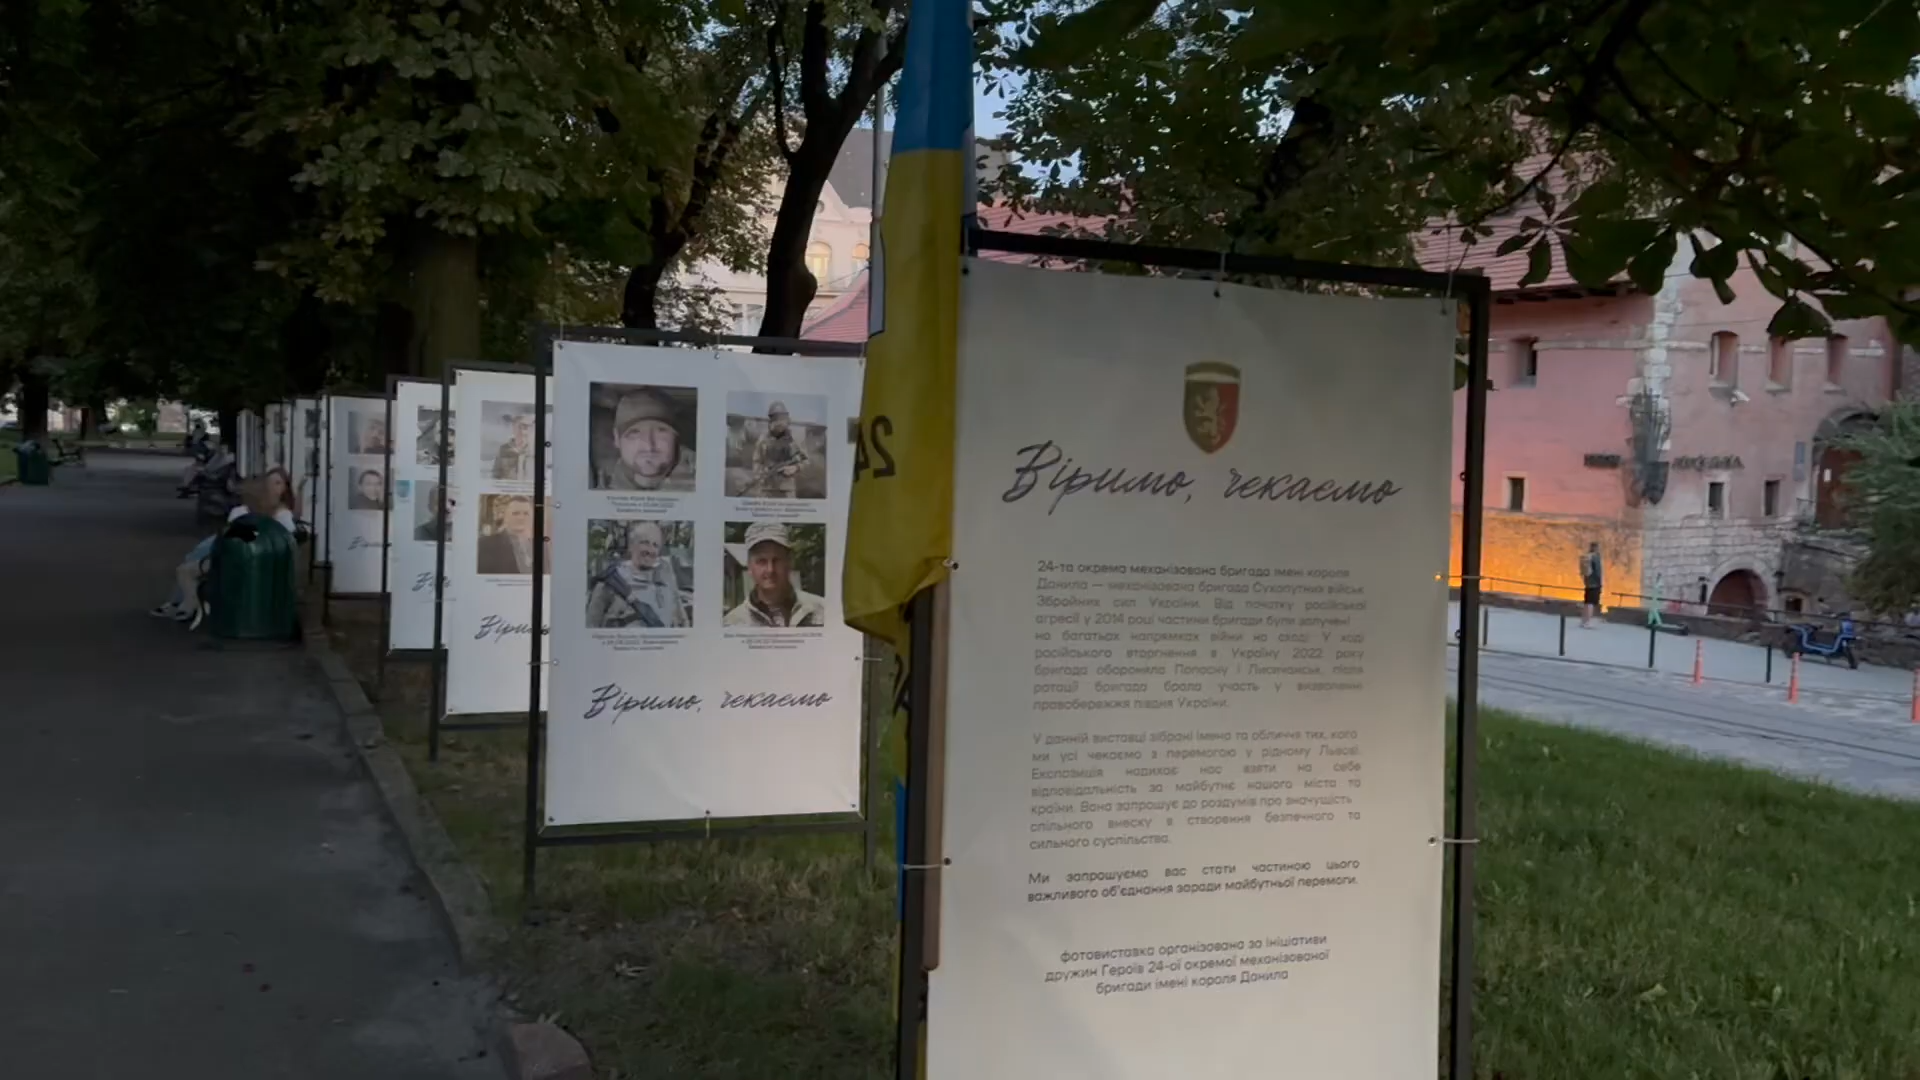 Віримо, чекаємо
24-та окрема механізована бригада імені короля
Данила — механізована бригада Сухопутних військ
Збройних сил України. Від початку російської
агресії у 2014 році частини бригади були залучені
на багатьох напрямках війни на сході. У ході
російського вторгнення в Україну 2022 року
бригада обороняла Попасну і Лисичанськ, після
ротації бригада брала участь у визволенні
правобережжя півдня України.
У данній виставці зібрані імена та обличчя тих, кого
ми усі чекаємо з перемогою у рідному Львові.
Експозиція надихає нас взяти на себе
відповідальність за майбутнє нашого міста та
країни. Вона запрошує до роздумів про значущість
спільного внеску в створення безпечного та
сильного суспільства.
Ми запрошуємо вас стати частиною цього
важливого об'єднання заради майбутньої перемоги.
фотовиставка організована за ініціативи
дружин Героїв 24-ої окремої механізованої
бригади імені короля Данила
24
Віримо, чекаємо
Віримо
Вірим